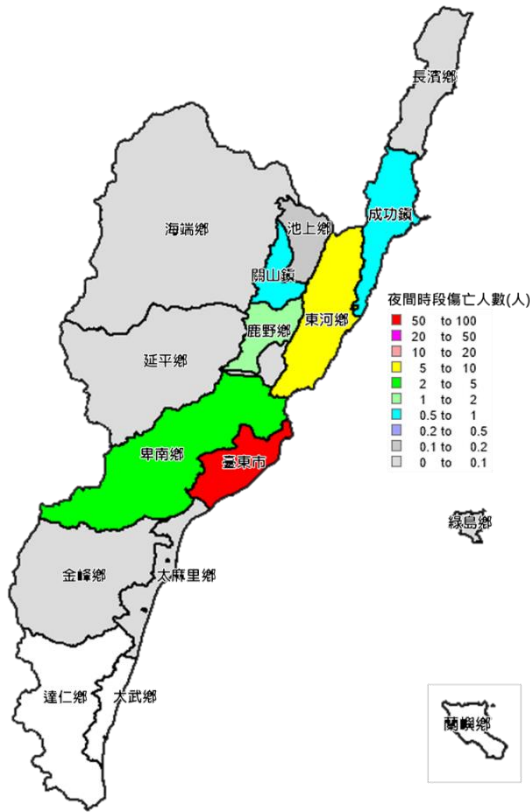 長濱鄉
成功鎮
池上鄉
海端鄉
關山鎮
東河鄉
鹿野鄉
延平鄉
卑南鄉
臺東市
綠島鄉
金峰鄉
太麻里鄉
達仁鄉
大武鄉
蘭嶼鄉
夜間時段傷亡人數(人)
50 to 100
20 to 50
10 to 20
5 to 10
2 to 5
1 to 2
0.5 to 1
0.2 to 0.5
0.1 to 0.2
0 to 0.1